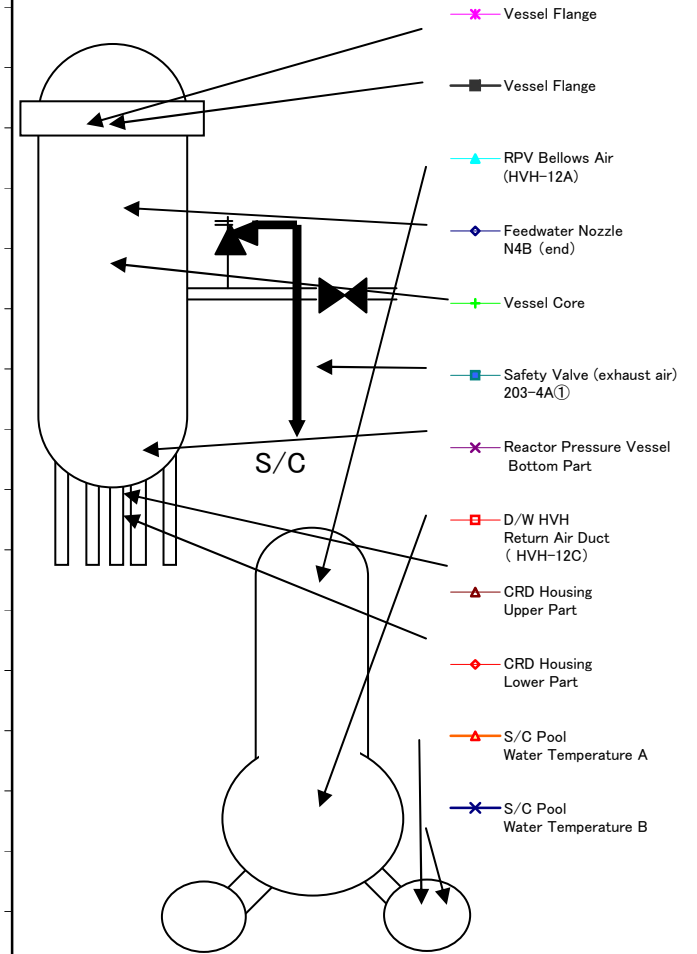 Vessel Flange
Vessel Flange
RPV Bellows Air
(HVH-12A)
Feedwater Nozzle
N4B (end)
Vessel Core
Safety Valve (exhaust air)
203-4A①
Reactor Pressure Vessel
Bottom Part
S/C
D/W HVH
Return Air Duct
( HVH-12C)
CRD Housing
Upper Part
CRD Housing
Lower Part
S/C Pool
Water Temperature A
S/C Pool
Water Temperature B